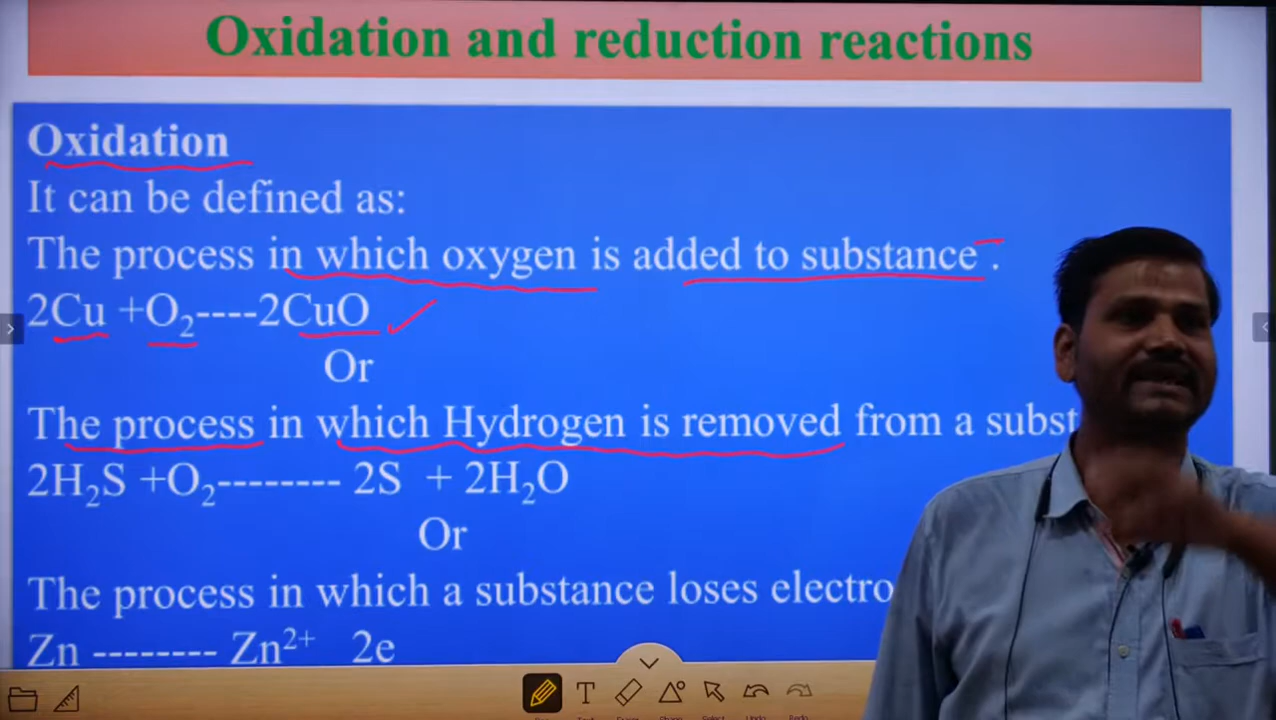 Oxidation and reduction reactions
Oxidation
It can be defined as:
The process in which oxygen is added to substance .
2Cu +O₂----2CuO
Or
The process in which Hydrogen is removed from a subst
2H₂S +O₂-------- 2S + 2H₂O
Or
The process in which a substance loses electro
Zn -------- Zn²⁺ 2e
T